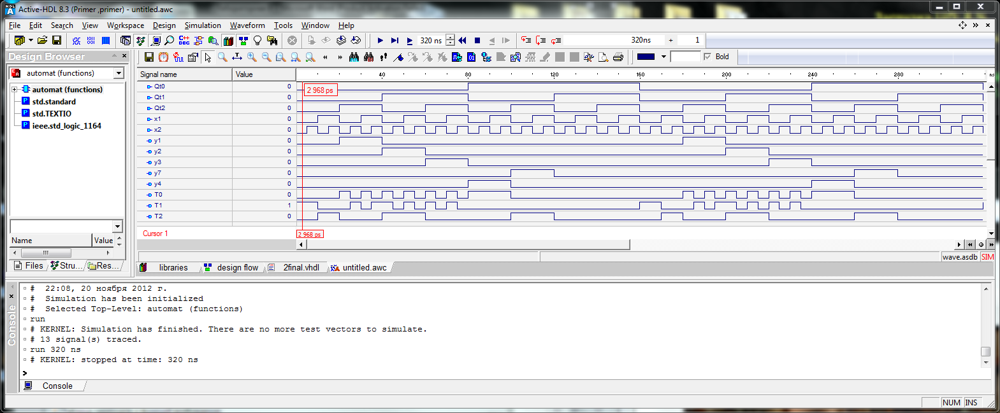 Active-HDL 8.3 (Primer ,primer) - untitled.awc
File Edit Search View Workspace Design Simulation Waveform Tools Window Help
320 ns 320ns + 1
Design Browser
Bold
automat (functions)
automat (functions)
std.standard
std.TEXTIO
ieee.std_logic_1164
Name Value
Files Stru... Res...
Signal name Value 40 80 120 160 200 240 280 ns
Qt0 0
Qt1 0
Qt2 0
x1 0
x2 0
y1 0
y2 0
y3 0
y7 0
y4 0
T0 0
T1 1
T2 0
2 968 ps
Cursor 1 2 968 ps
wave.asdb SIM
libraries design flow 2final.vhdl untitled.awc
# 22:08, 20 ноября 2012 г.
# Simulation has been initialized
# Selected Top-Level: automat (functions)
run
# KERNEL: Simulation has finished. There are no more test vectors to simulate.
# 13 signal(s) traced.
run 320 ns
# KERNEL: stopped at time: 320 ns
>
Console
Console
NUM INS